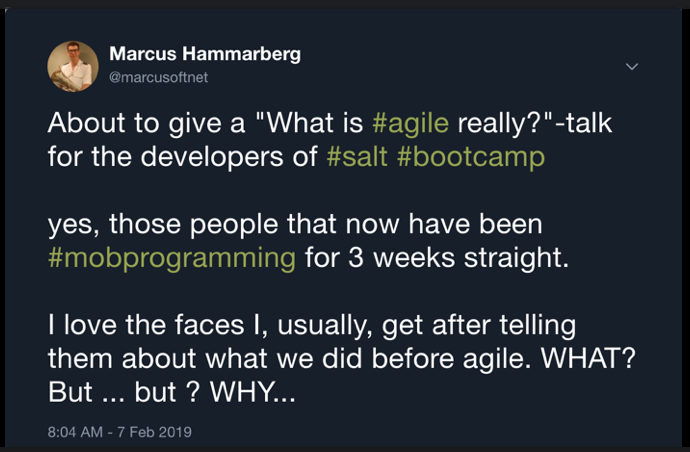 Marcus Hammarberg
@marcusoftnet
About to give a "What is #agile really?"-talk
for the developers of #salt #bootcamp
yes, those people that now have been
#mobprogramming for 3 weeks straight.
I love the faces I, usually, get after telling
them about what we did before agile. WHAT?
But ... but ? WHY...
8:04 AM - 7 Feb 2019